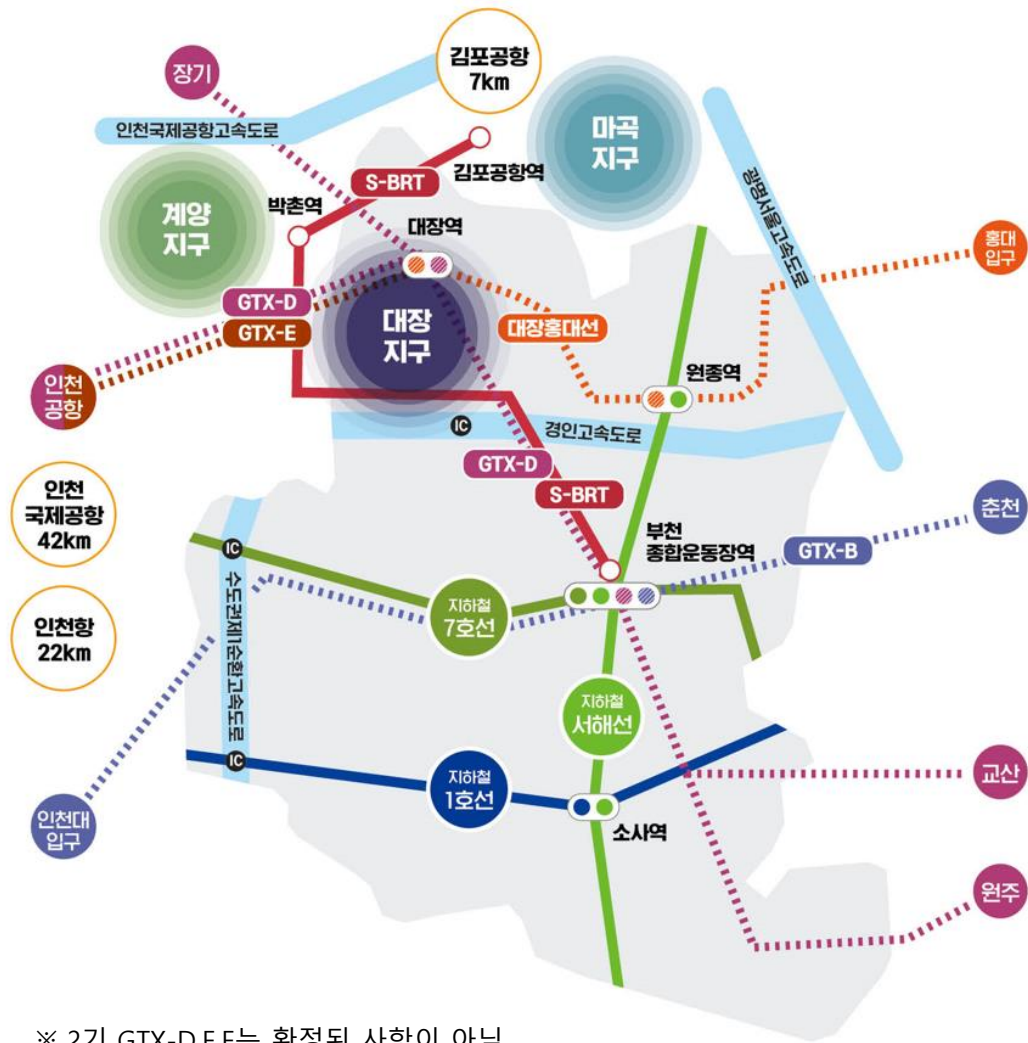 장기
김포공항
7km
인천국제공항고속도로
마곡
지구
김포공항역
S-BRT
박촌역
계양
지구
대장역
광명서울고속도로
홍대
입구
GTX-D
GTX-E
대장
지구
대장홍대선
원종역
인천
공항
IC
경인고속도로
GTX-D
S-BRT
인천
국제공항
42km
부천
종합운동장역
GTX-B
춘천
IC
수도권제1순환고속도로
지하철
7호선
인천항
22km
지하철
서해선
IC
지하철
1호선
교산
인천대
입구
소사역
원주